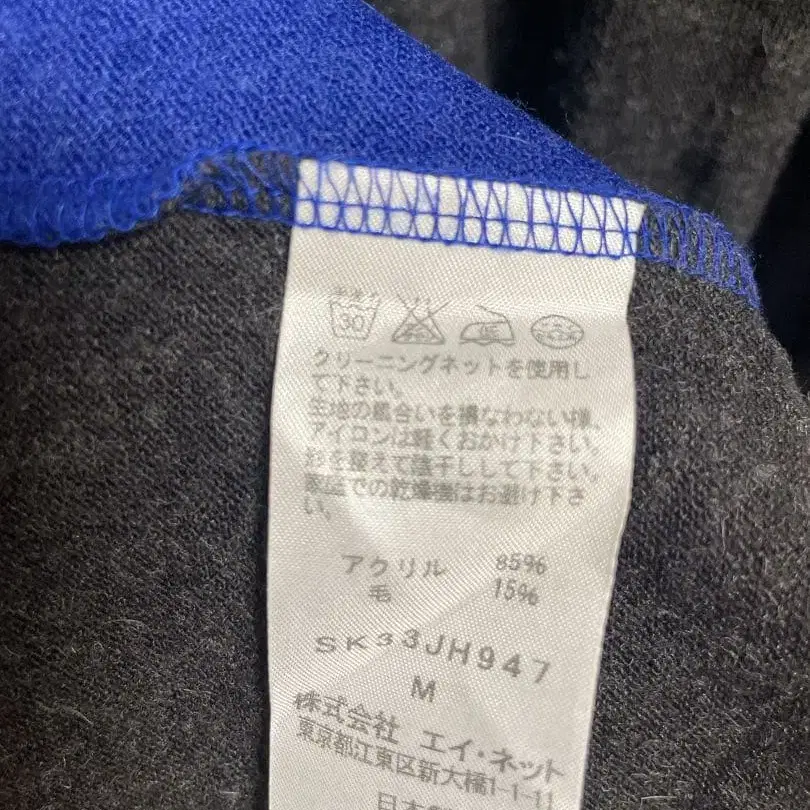 30
クリーニングネットを使用し
て下さい。
生地の風合いを損なわない様、
アイロンは軽くおかけ下さい。
形を整えて陰干しして下さい。
家庭での乾燥機はお避け下さ
い。
アクリル 85%
毛 15%
SK33JH947
M
株式会社 エイ・ネット
東京都江東区新大橋1-1-11
日本